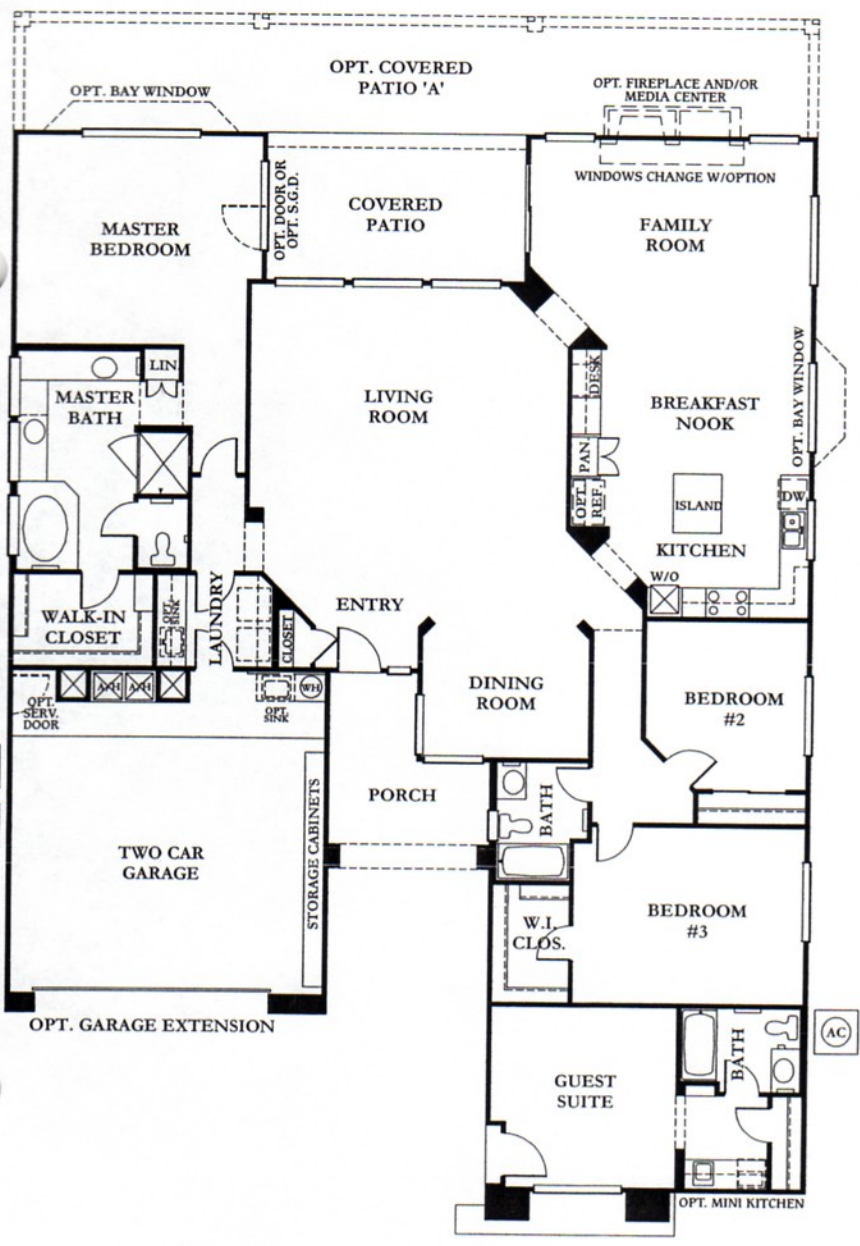 OPT. COVERED
PATIO 'A'
OPT. BAY WINDOW
OPT. FIREPLACE AND/OR
MEDIA CENTER
WINDOWS CHANGE W/OPTION
MASTER
BEDROOM
OPT. DOOR OR
OPT. S.G.D.
COVERED
PATIO
FAMILY
ROOM
LIN.
MASTER
BATH
LIVING
ROOM
DESK
BREAKFAST
NOOK
OPT. BAY WINDOW
PAN.
OPT.
REF.
ISLAND
DW
KITCHEN
W/O
WALK-IN
CLOSET
OPT.
SINK
LAUNDRY
ENTRY
CLOSET
OPT.
SERV.
DOOR
A/H
A/H
OPT.
SINK
WH
DINING
ROOM
BEDROOM
#2
PORCH
BATH
TWO CAR
GARAGE
STORAGE CABINETS
W.I.
CLOS.
BEDROOM
#3
OPT. GARAGE EXTENSION
GUEST
SUITE
BATH
AC
OPT. MINI KITCHEN